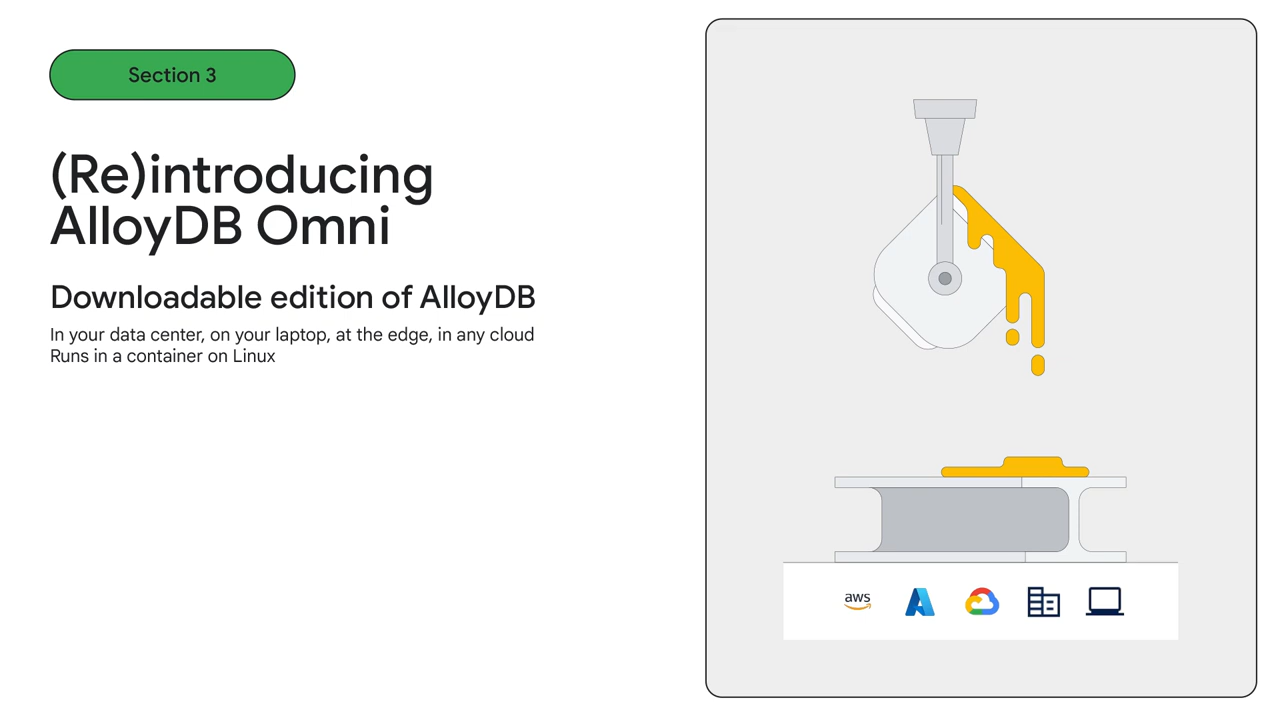 Section 3
(Re)introducing
AlloyDB Omni
Downloadable edition of AlloyDB
In your data center, on your laptop, at the edge, in any cloud
Runs in a container on Linux
aws